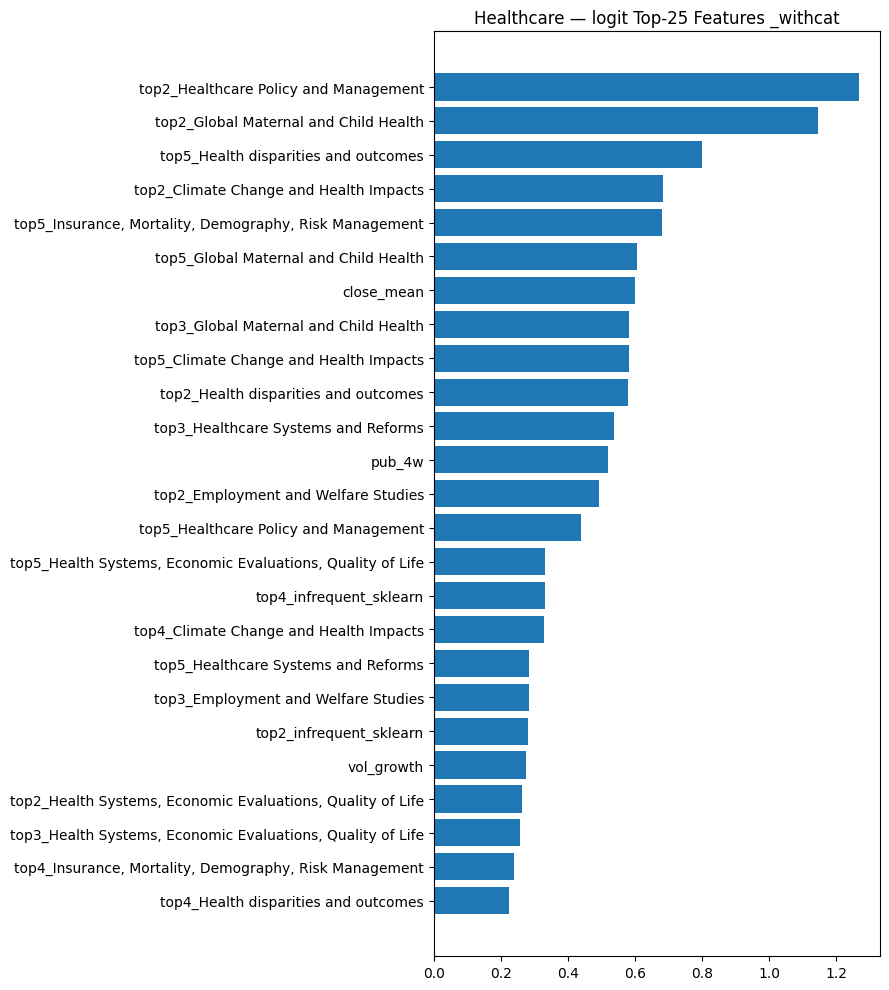 Healthcare — logit Top-25 Features _withcat
top2_Healthcare Policy and Management
top2_Global Maternal and Child Health
top5_Health disparities and outcomes
top2_Climate Change and Health Impacts
top5_Insurance, Mortality, Demography, Risk Management
top5_Global Maternal and Child Health
close_mean
top3_Global Maternal and Child Health
top5_Climate Change and Health Impacts
top2_Health disparities and outcomes
top3_Healthcare Systems and Reforms
pub_4w
top2_Employment and Welfare Studies
top5_Healthcare Policy and Management
top5_Health Systems, Economic Evaluations, Quality of Life
top4_infrequent_sklearn
top4_Climate Change and Health Impacts
top5_Healthcare Systems and Reforms
top3_Employment and Welfare Studies
top2_infrequent_sklearn
vol_growth
top2_Health Systems, Economic Evaluations, Quality of Life
top3_Health Systems, Economic Evaluations, Quality of Life
top4_Insurance, Mortality, Demography, Risk Management
top4_Health disparities and outcomes
0.0 0.2 0.4 0.6 0.8 1.0 1.2